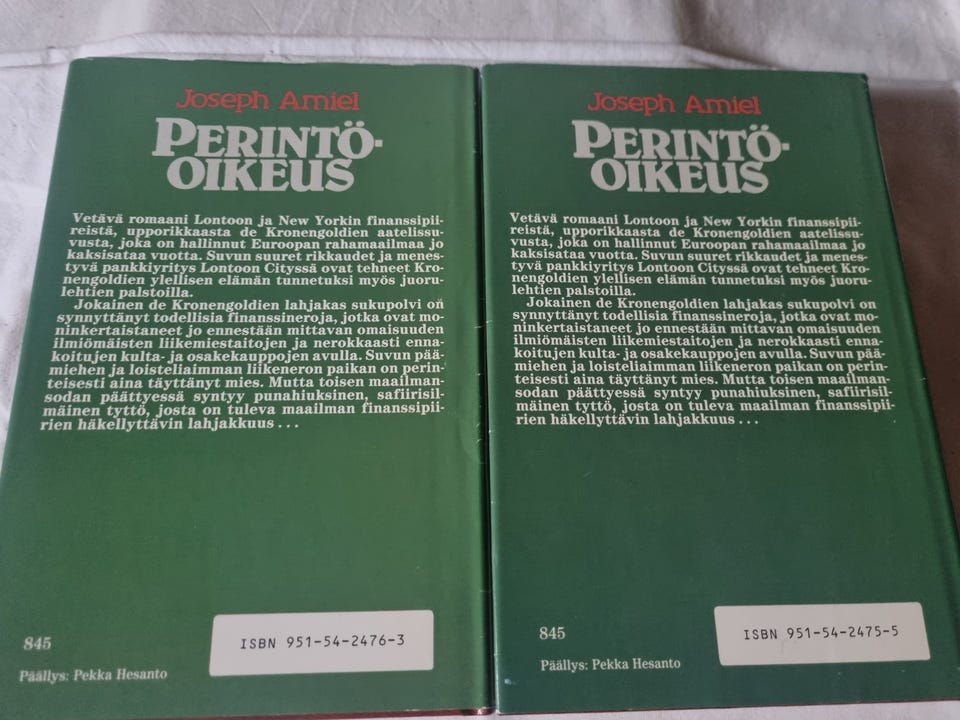 Joseph Amiel
PERINTÖ-
OIKEUS
Vetävä romaani Lontoon ja New Yorkin finanssipii-
reistä, upporikkaasta de Kronengoldien aatelissu-
vusta, joka on hallinnut Euroopan rahamaailmaa jo
kaksisataa vuotta. Suvun suuret rikkaudet ja menes-
tyvä pankkiyritys Lontoon Cityssä ovat tehneet Kro-
nengoldien ylellisen elämän tunnetuksi myös juoru-
lehtien palstoilla.
Jokainen de Kronengoldien lahjakas sukupolvi on
synnyttänyt todellisia finanssineroja, jotka ovat mo-
ninkertaistaneet jo ennestään mittavan omaisuuden
ilmiömäisten liikemiestaitojen ja nerokkaasti enna-
koitujen kulta- ja osakekauppojen avulla. Suvun pää-
miehen ja loisteliaimman liikeneron paikan on perin-
teisesti aina täyttänyt mies. Mutta toisen maailman-
sodan päättyessä syntyy punahiuksinen, safiirisil-
mäinen tyttö, josta on tuleva maailman finanssipii-
rien häkellyttävin lahjakkuus ...
845
ISBN 951-54-2476-3
Päällys: Pekka Hesanto
Joseph Amiel
PERINTÖ-
OIKEUS
Vetävä romaani Lontoon ja New Yorkin finanssipii-
reistä, upporikkaasta de Kronengoldien aatelissu-
vusta, joka on hallinnut Euroopan rahamaailmaa jo
kaksisataa vuotta. Suvun suuret rikkaudet ja menes-
tyvä pankkiyritys Lontoon Cityssä ovat tehneet Kro-
nengoldien ylellisen elämän tunnetuksi myös juoru-
lehtien palstoilla.
Jokainen de Kronengoldien lahjakas sukupolvi on
synnyttänyt todellisia finanssineroja, jotka ovat mo-
ninkertaistaneet jo ennestään mittavan omaisuuden
ilmiömäisten liikemiestaitojen ja nerokkaasti enna-
koitujen kulta- ja osakekauppojen avulla. Suvun pää-
miehen ja loisteliaimman liikeneron paikan on perin-
teisesti aina täyttänyt mies. Mutta toisen maailman-
sodan päättyessä syntyy punahiuksinen, safiirisil-
mäinen tyttö, josta on tuleva maailman finanssipii-
rien häkellyttävin lahjakkuus ...
845
ISBN 951-54-2475-5
Päällys: Pekka Hesanto